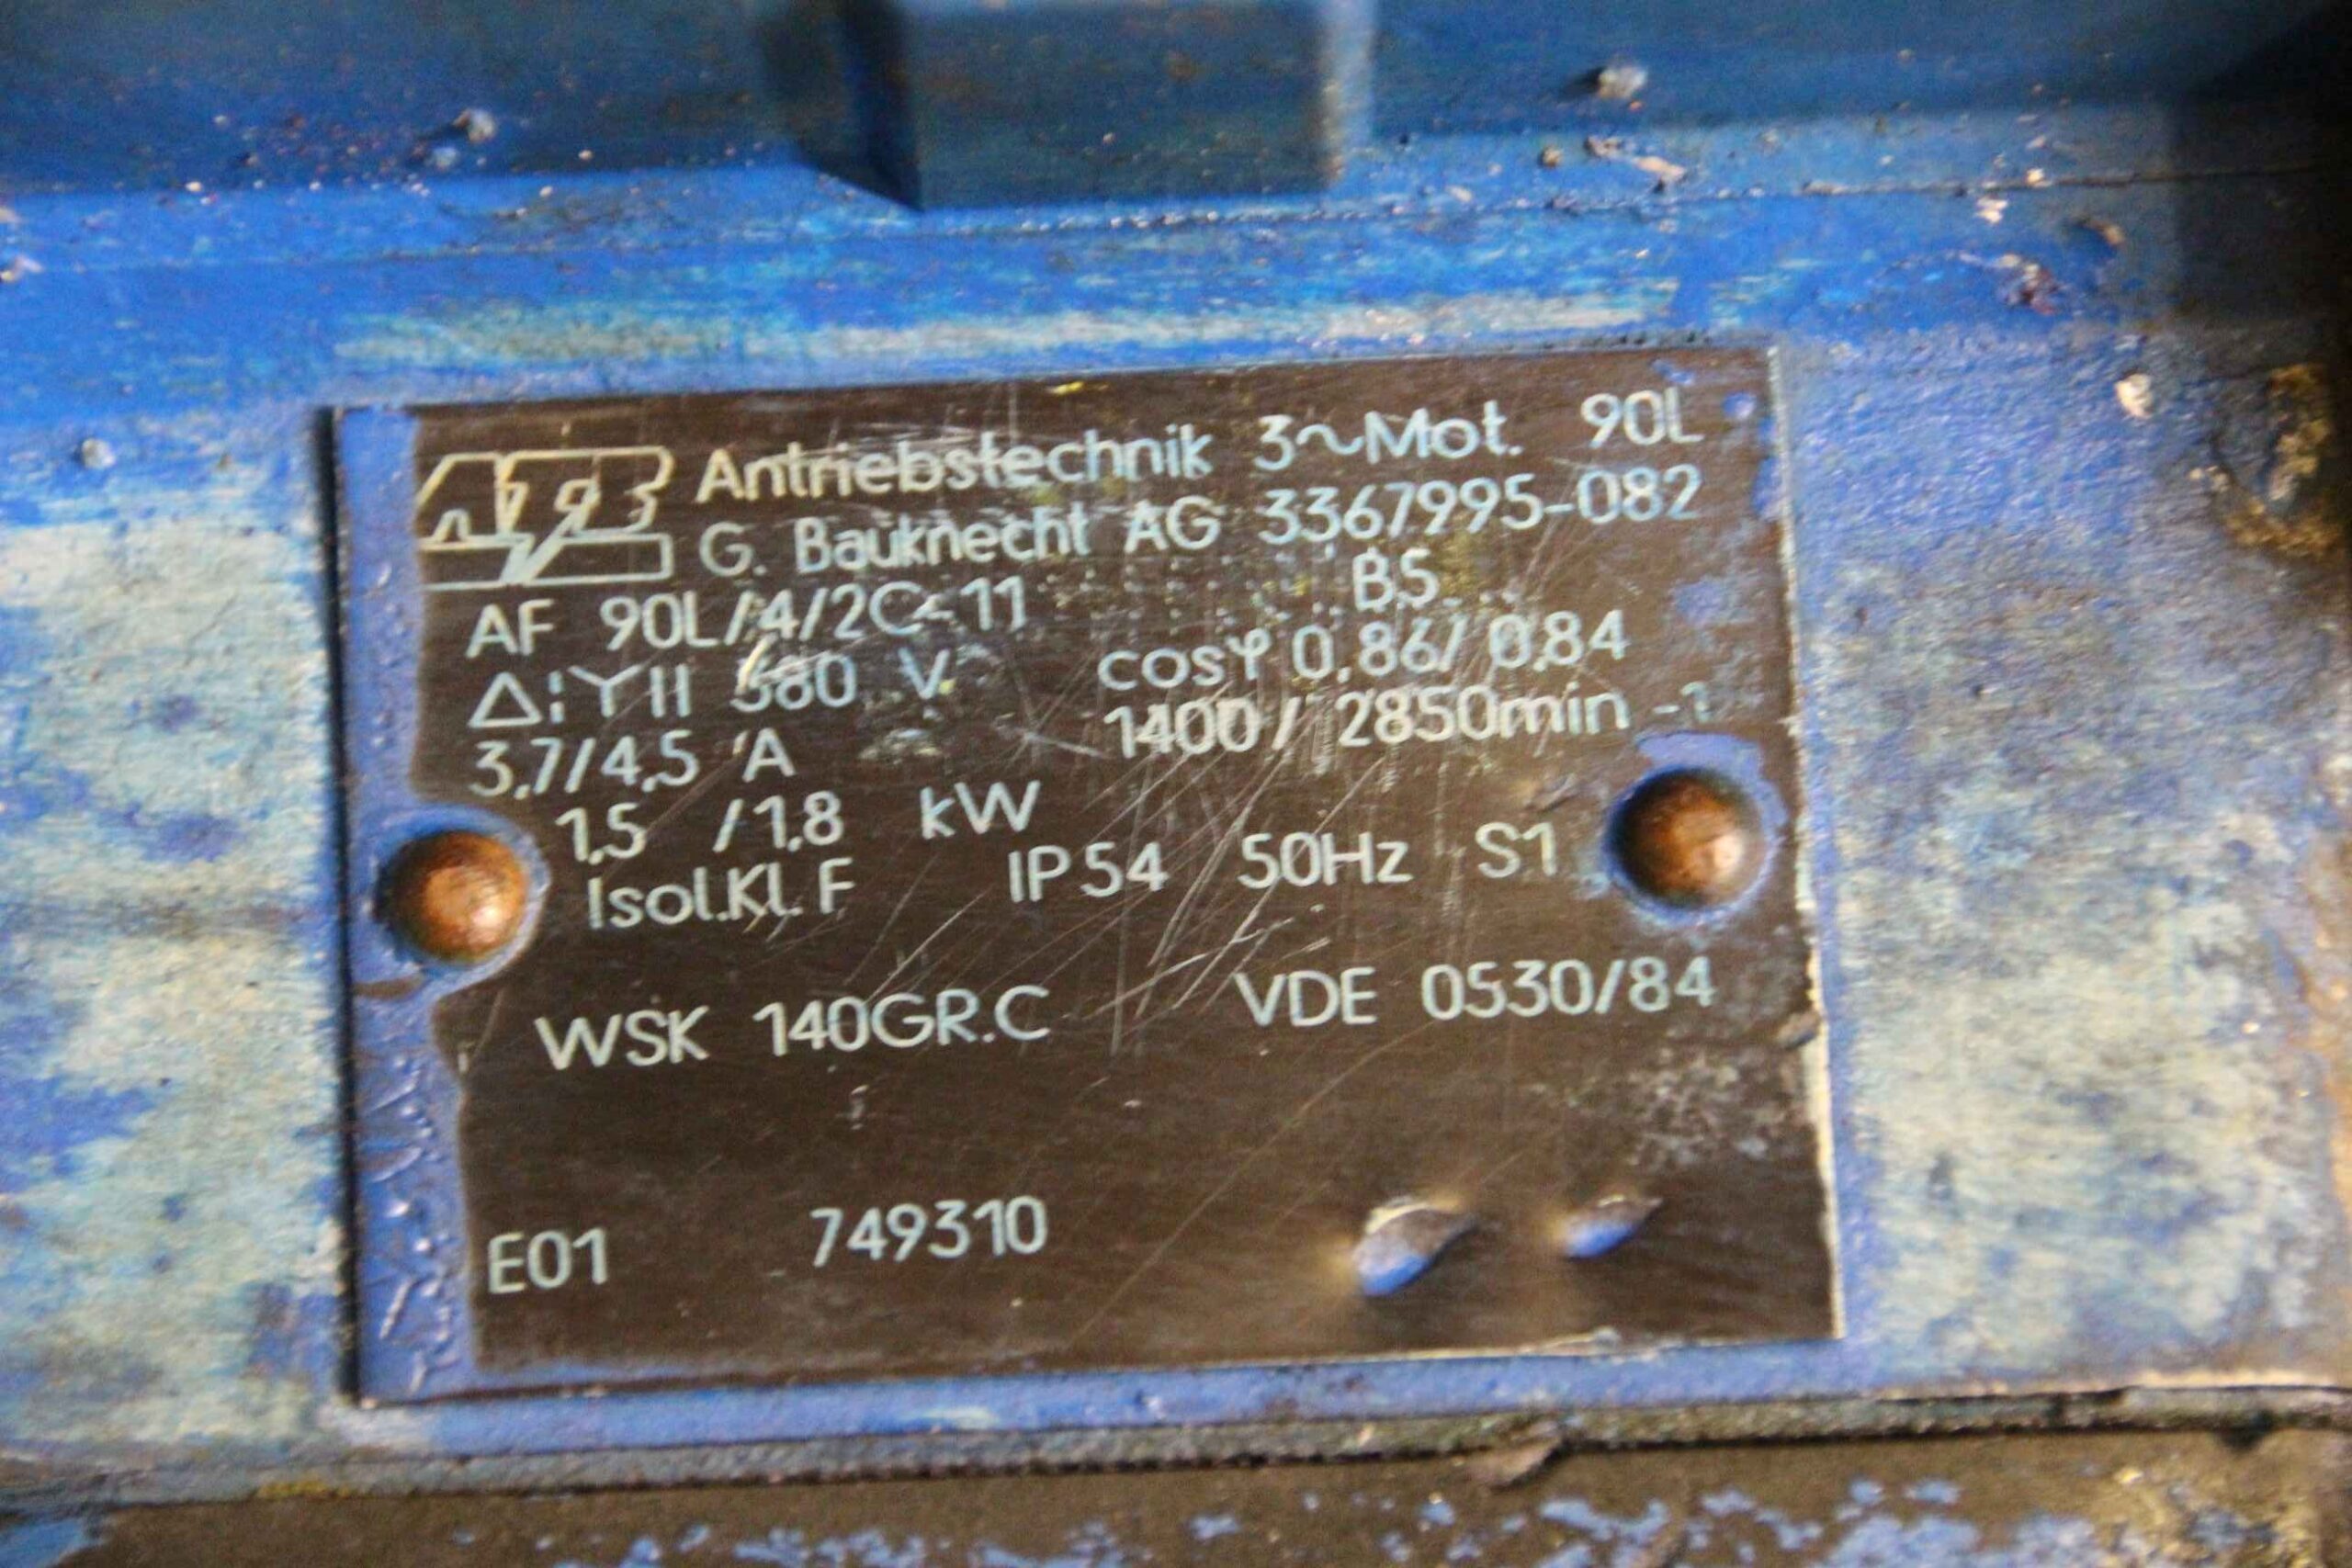 ATB Antriebstechnik 3~Mot. 90L
G. Bauknecht AG 3367995-082
AF 90L/4/2C-11 B5
Δ:YII 380 V cosφ 0,86/0,84
3,7/4,5 A 1400/2850min -1
1,5 /1,8 kW
Isol.Kl. F IP54 50Hz S1
WSK 140GR.C VDE 0530/84
E01 749310